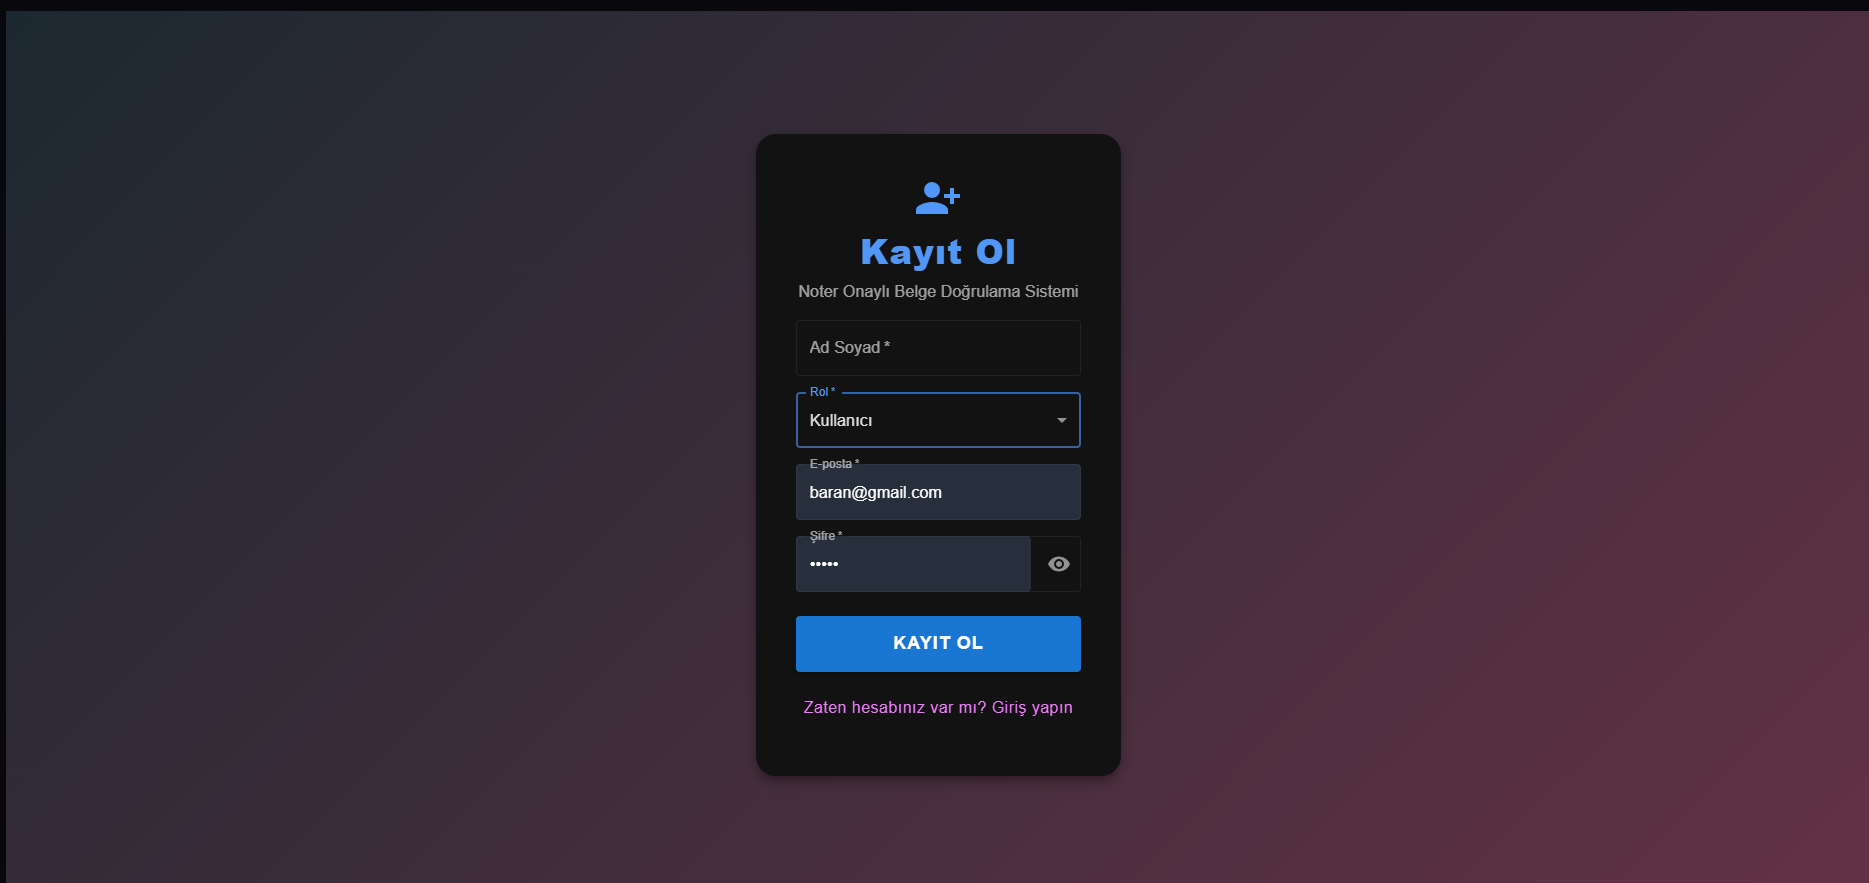 Kayıt Ol
Noter Onaylı Belge Doğrulama Sistemi
Ad Soyad *
Rol *
Kullanıcı
E-posta *
baran@gmail.com
Şifre *
•••••
KAYIT OL
Zaten hesabınız var mı? Giriş yapın